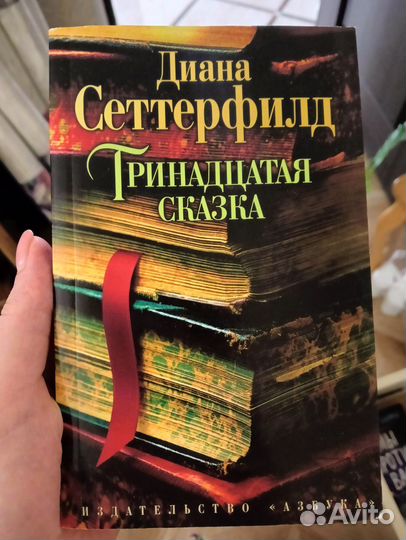 Диана
Сеттерфилд
Тринадцатая
сказка
ИЗДАТЕЛЬСТВО «АЗБУКА»
Avito